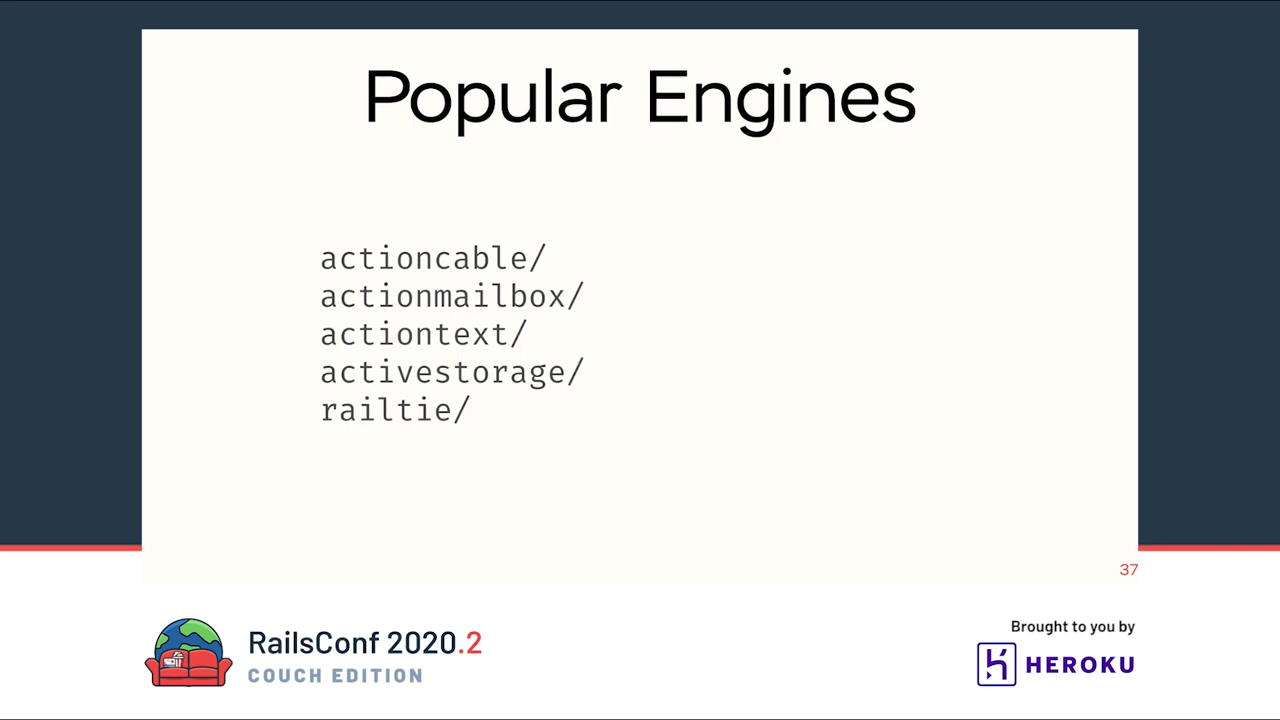 Popular Engines
actioncable/
actionmailbox/
actiontext/
activestorage/
railtie/
37
RailsConf 2020.2
COUCH EDITION
Brought to you by
HEROKU